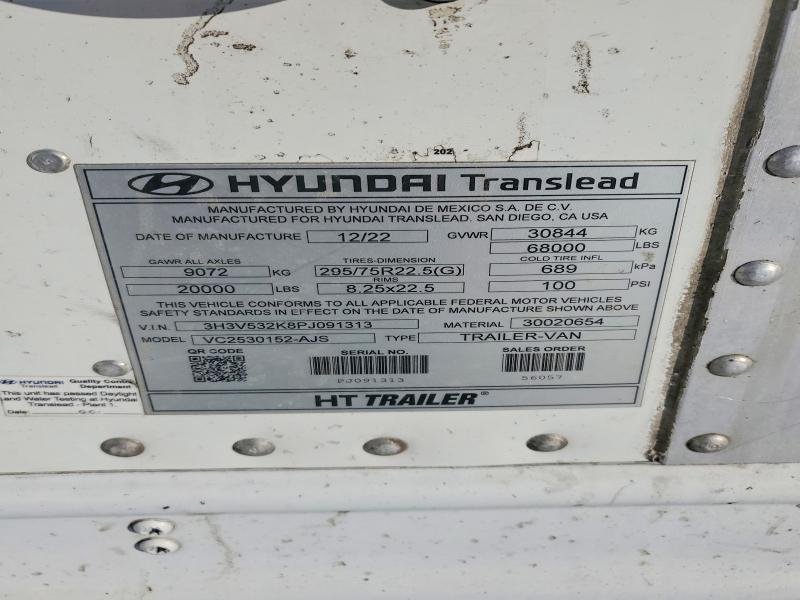 202
HYUNDAI Translead
MANUFACTURED BY HYUNDAI DE MEXICO S.A. DE C.V.
MANUFACTURED FOR HYUNDAI TRANSLEAD. SAN DIEGO, CA USA
DATE OF MANUFACTURE 12/22 GVWR 30844 KG
68000 LBS
GAWR ALL AXLES TIRES-DIMENSION COLD TIRE INFL
9072 KG 295/75R22.5(G) 689 kPa
RIMS
20000 LBS 8.25x22.5 100 PSI
THIS VEHICLE CONFORMS TO ALL APPLICABLE FEDERAL MOTOR VEHICLES
SAFETY STANDARDS IN EFFECT ON THE DATE OF MANUFACTURE SHOWN ABOVE
V.I.N. 3H3V532K8PJ091313 MATERIAL 30020654
MODEL VC2530152-AJS TYPE TRAILER-VAN
QR CODE SERIAL NO. SALES ORDER
PJ091313 56057
HT TRAILER®
HYUNDAI Translead Quality Contro
Department
This unit has passed Daylight
and Water Testing at Hyundai
Translead - Plant 1.
Date: Q.C.: